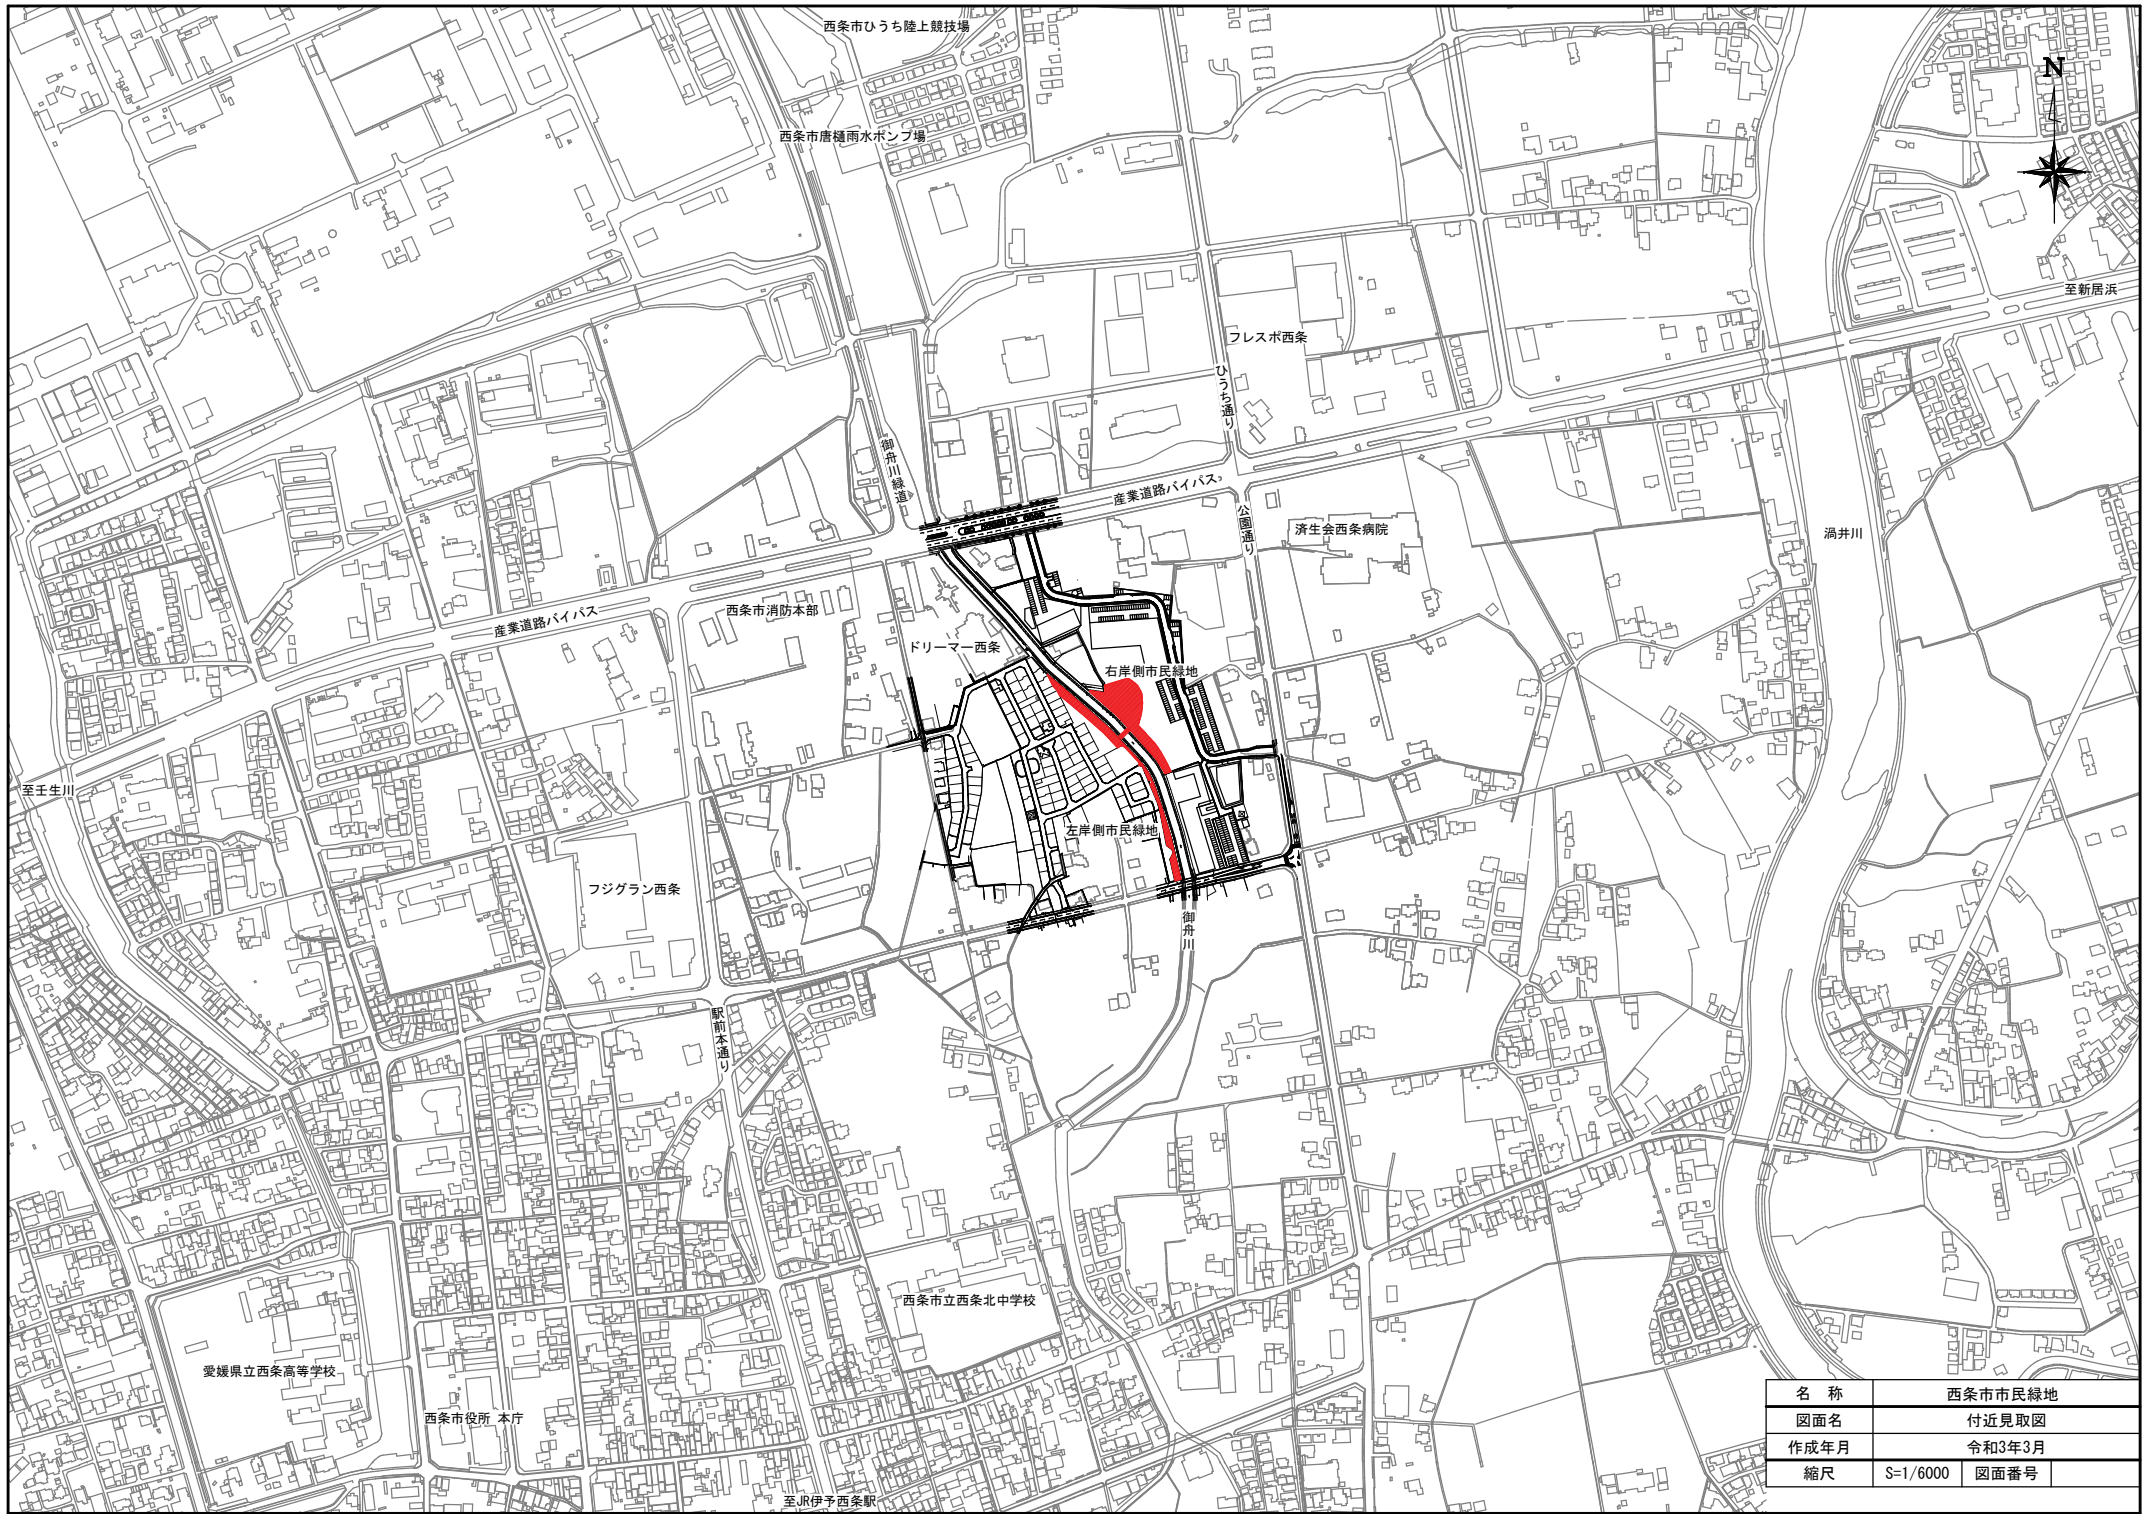 西条市ひうち陸上競技場
N
西条市唐樋雨水ポンプ場
至新居浜
フレスポ西条
ひうち通り
御舟川緑道
産業道路バイパス
公園通り
済生会西条病院
渦井川
西条市消防本部
産業道路バイパス
ドリーマー西条
右岸側市民緑地
至壬生川
左岸側市民緑地
フジグラン西条
御舟川
駅前本通り
西条市立西条北中学校
愛媛県立西条高等学校
西条市役所 本庁
至JR伊予西条駅
名 称 西条市市民緑地
図面名 付近見取図
作成年月 令和3年3月
縮尺 S=1/6000 図面番号